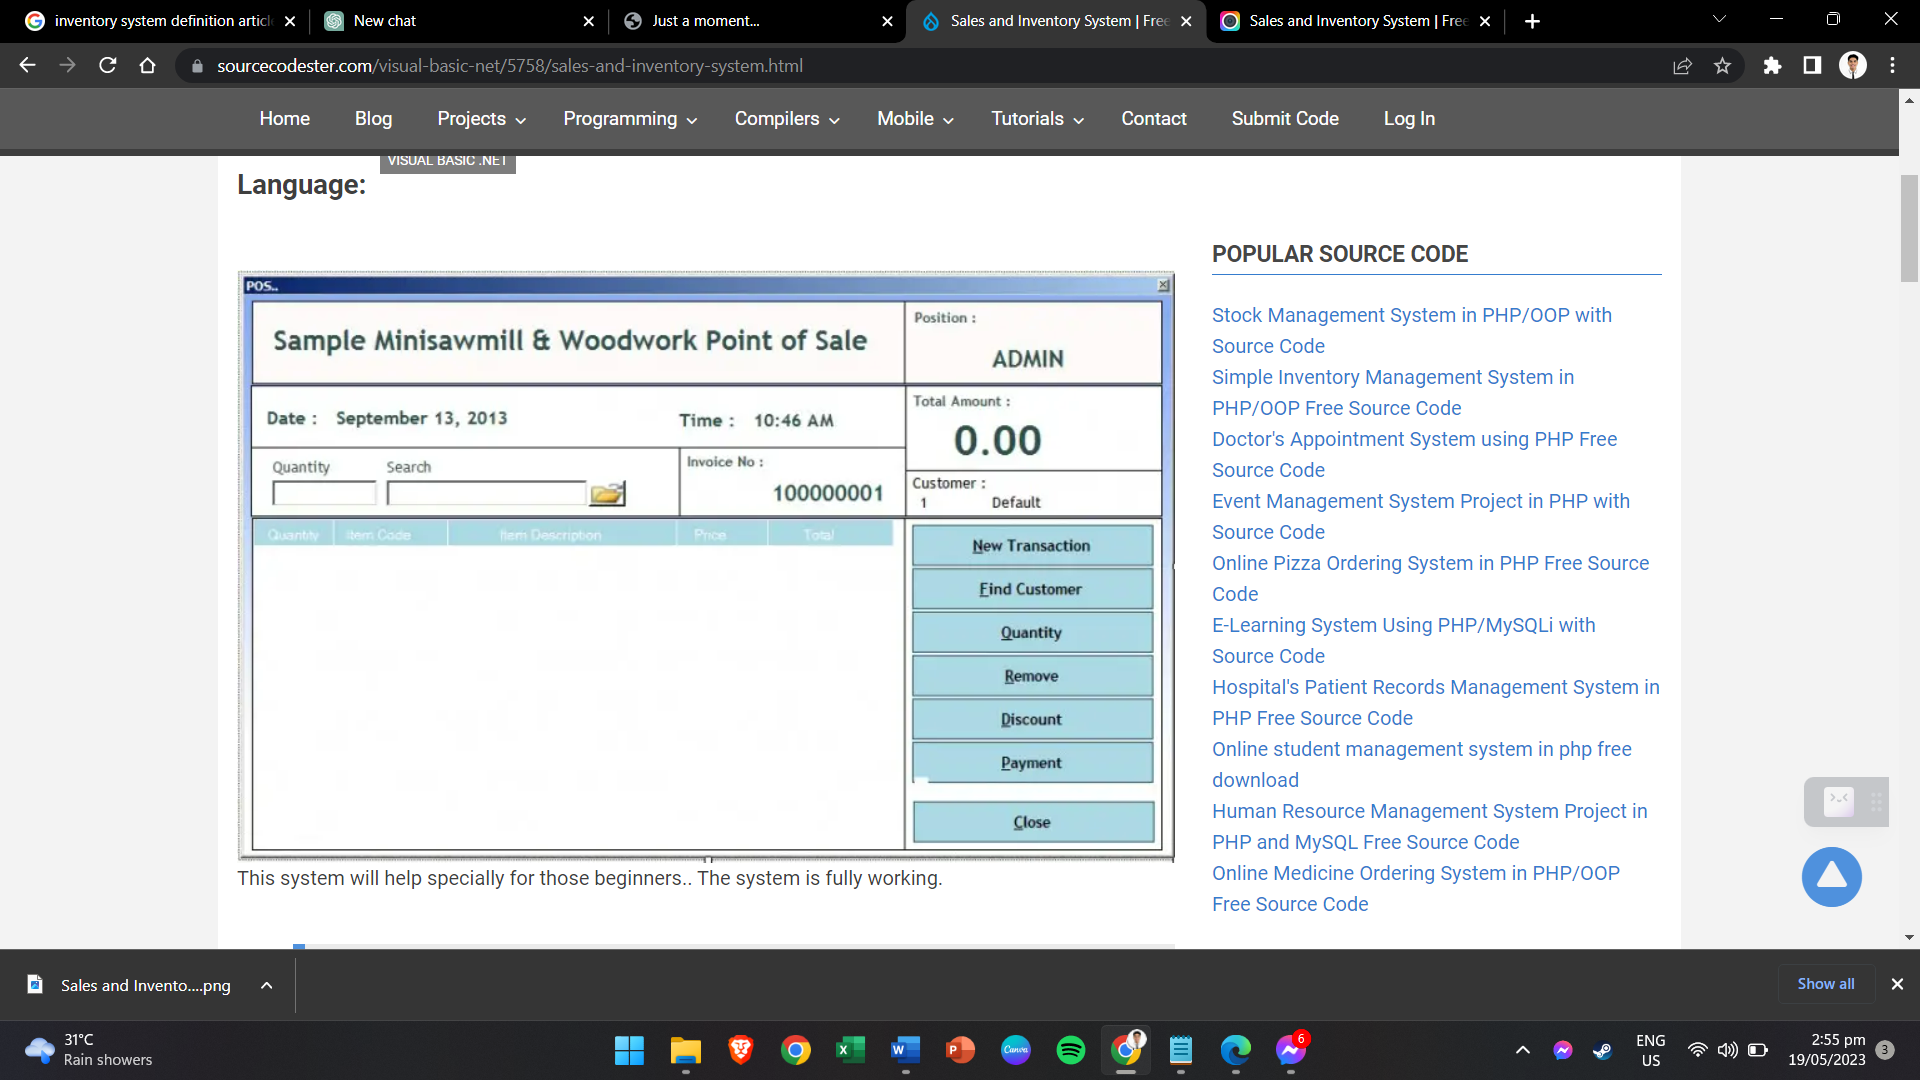 inventory system definition articl
New chat
Just a moment...
Sales and Inventory System | Free
Sales and Inventory System | Free
sourcecodester.com/visual-basic-net/5758/sales-and-inventory-system.html
Home
Blog
Projects
Programming
Compilers
Mobile
Tutorials
Contact
Submit Code
Log In
VISUAL BASIC .NET
Language:
POS..
Sample Minisawmill & Woodwork Point of Sale
Position :
ADMIN
Date : September 13, 2013
Time : 10:46 AM
Total Amount :
0.00
Quantity
Search
Invoice No :
100000001
Customer :
1 Default
Quantity
Item Code
Item Description
Price
Total
New Transaction
Find Customer
Quantity
Remove
Discount
Payment
Close
This system will help specially for those beginners.. The system is fully working.
POPULAR SOURCE CODE
Stock Management System in PHP/OOP with
Source Code
Simple Inventory Management System in
PHP/OOP Free Source Code
Doctor's Appointment System using PHP Free
Source Code
Event Management System Project in PHP with
Source Code
Online Pizza Ordering System in PHP Free Source
Code
E-Learning System Using PHP/MySQLi with
Source Code
Hospital's Patient Records Management System in
PHP Free Source Code
Online student management system in php free
download
Human Resource Management System Project in
PHP and MySQL Free Source Code
Online Medicine Ordering System in PHP/OOP
Free Source Code
Sales and Invento....png
Show all
31°C
Rain showers
W
P
Canva
6
ENG
US
2:55 pm
19/05/2023
3